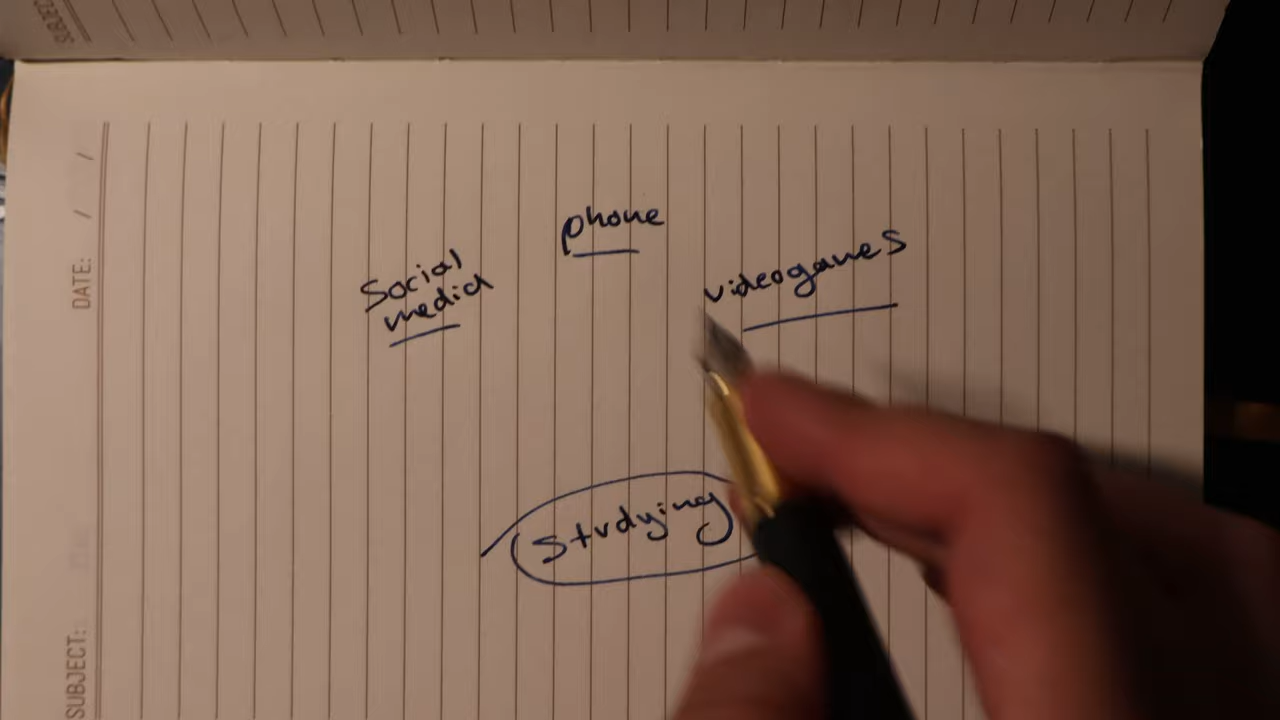 SUBJECT:
DATE: / /
SUBJECT:
phone
Social
media
videogames
studying